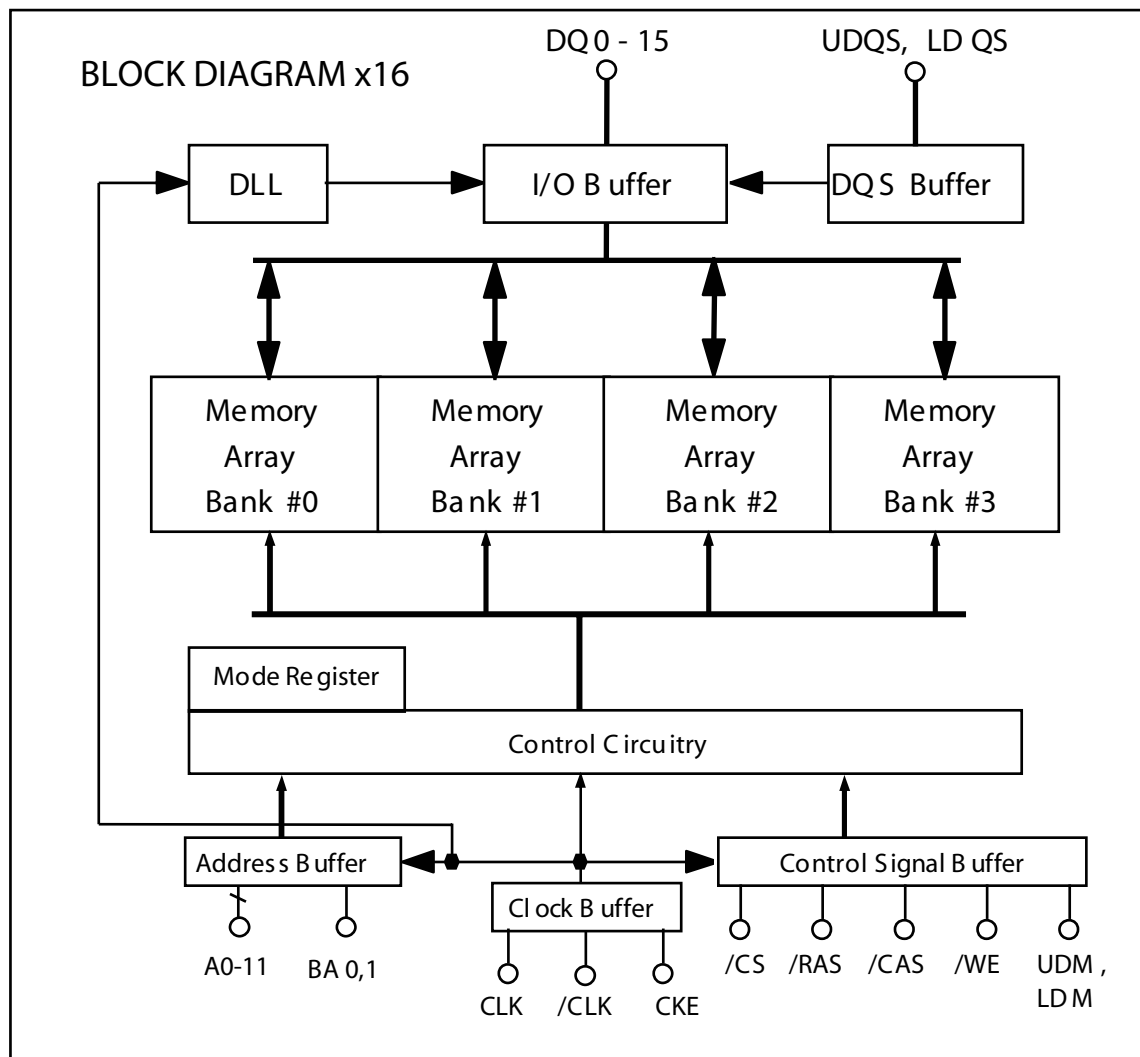 DQ0 - 15
UDQS, LDQS
BLOCK DIAGRAM x16
DLL
I/O Buffer
DQS Buffer
Memory
Array
Bank #0
Memory
Array
Bank #1
Memory
Array
Bank #2
Memory
Array
Bank #3
Mode Register
Control Circuitry
Address Buffer
Clock Buffer
Control Signal Buffer
A0-11
BA 0,1
CLK
/CLK
CKE
/CS
/RAS
/CAS
/WE
UDM,
LDM